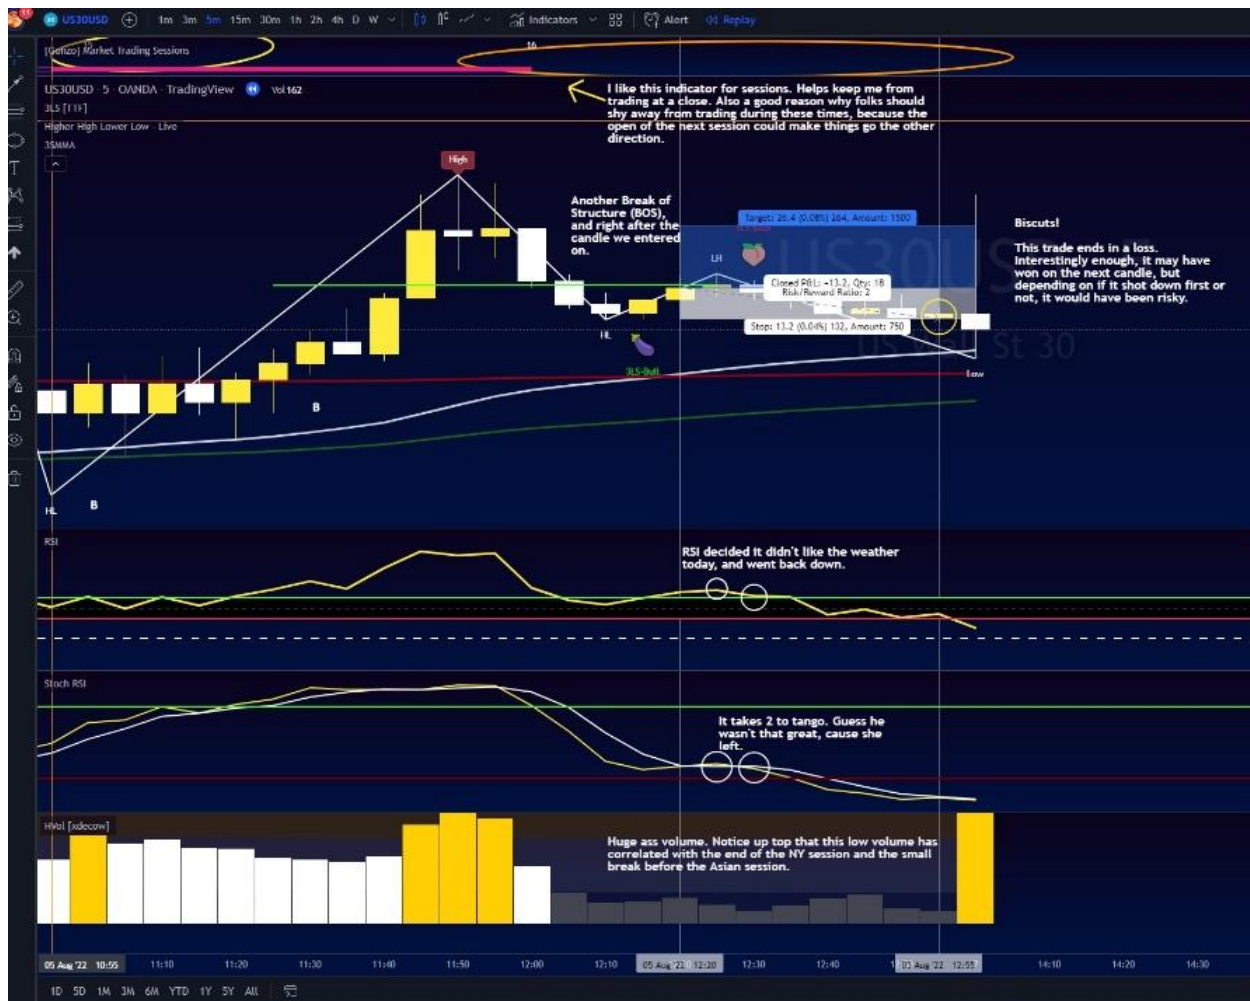 11
US30USD
1m 3m 5m 15m 30m 1h 2h 4h D W
Indicators
Alert
Replay
[Gonzo] Market Trading Sessions
16
US30USD · 5 · OANDA · TradingView
Vol 162
3LS [TTF]
Higher High Lower Low - Live
3SMMA
I like this indicator for sessions. Helps keep me from
trading at a close. Also a good reason why folks should
shy away from trading during these times, because the
open of the next session could make things go the other
direction.
High
Another Break of
Structure (BOS),
and right after the
candle we entered
on.
Target: 26.4 (0.08%) 264, Amount: 1500
LH
Closed P&L: -13.2, Qty: 18
Risk/Reward Ratio: 2
Stop: 13.2 (0.04%) 132, Amount: 750
Biscuts!
This trade ends in a loss.
Interestingly enough, it may have
won on the next candle, but
depending on if it shot down first or
not, it would have been risky.
HL
3LS-Bull
Low
B
HL
B
RSI
RSI decided it didn't like the weather
today, and went back down.
Stoch RSI
It takes 2 to tango. Guess he
wasn't that great, cause she
left.
HVol [xdecow]
Huge ass volume. Notice up top that this low volume has
correlated with the end of the NY session and the small
break before the Asian session.
05 Aug '22 10:55
11:10
11:20
11:30
11:40
11:50
12:00
12:10
05 Aug '22 12:20
12:30
12:40
12:55
14:10
14:20
14:30
1D 5D 1M 3M 6M YTD 1Y 5Y All